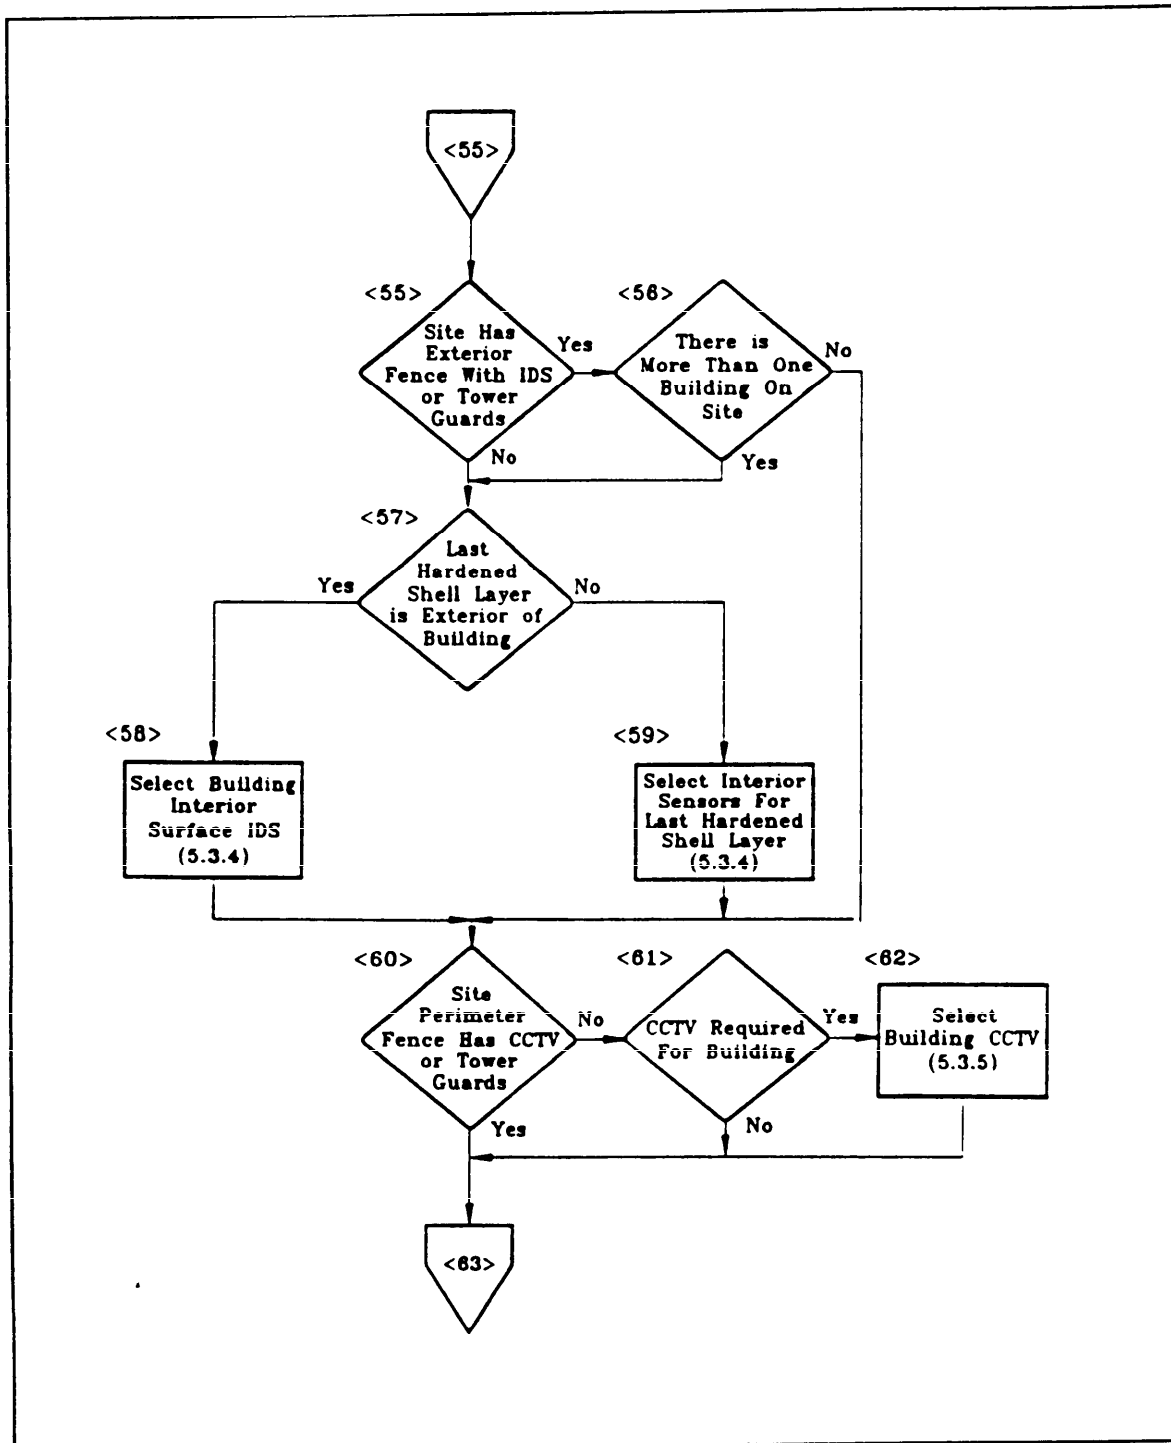 <55>
<55>
Site Has
Exterior
Fence With IDS
or Tower
Guards
Yes
No
<56>
There is
More Than One
Building On
Site
No
Yes
<57>
Last
Hardened
Shell Layer
is Exterior of
Building
Yes
No
<58>
Select Building
Interior
Surface IDS
(5.3.4)
<59>
Select Interior
Sensors For
Last Hardened
Shell Layer
(5.3.4)
<60>
Site
Perimeter
Fence Has CCTV
or Tower
Guards
No
Yes
<61>
CCTV Required
For Building
Yes
No
<62>
Select
Building CCTV
(5.3.5)
<63>